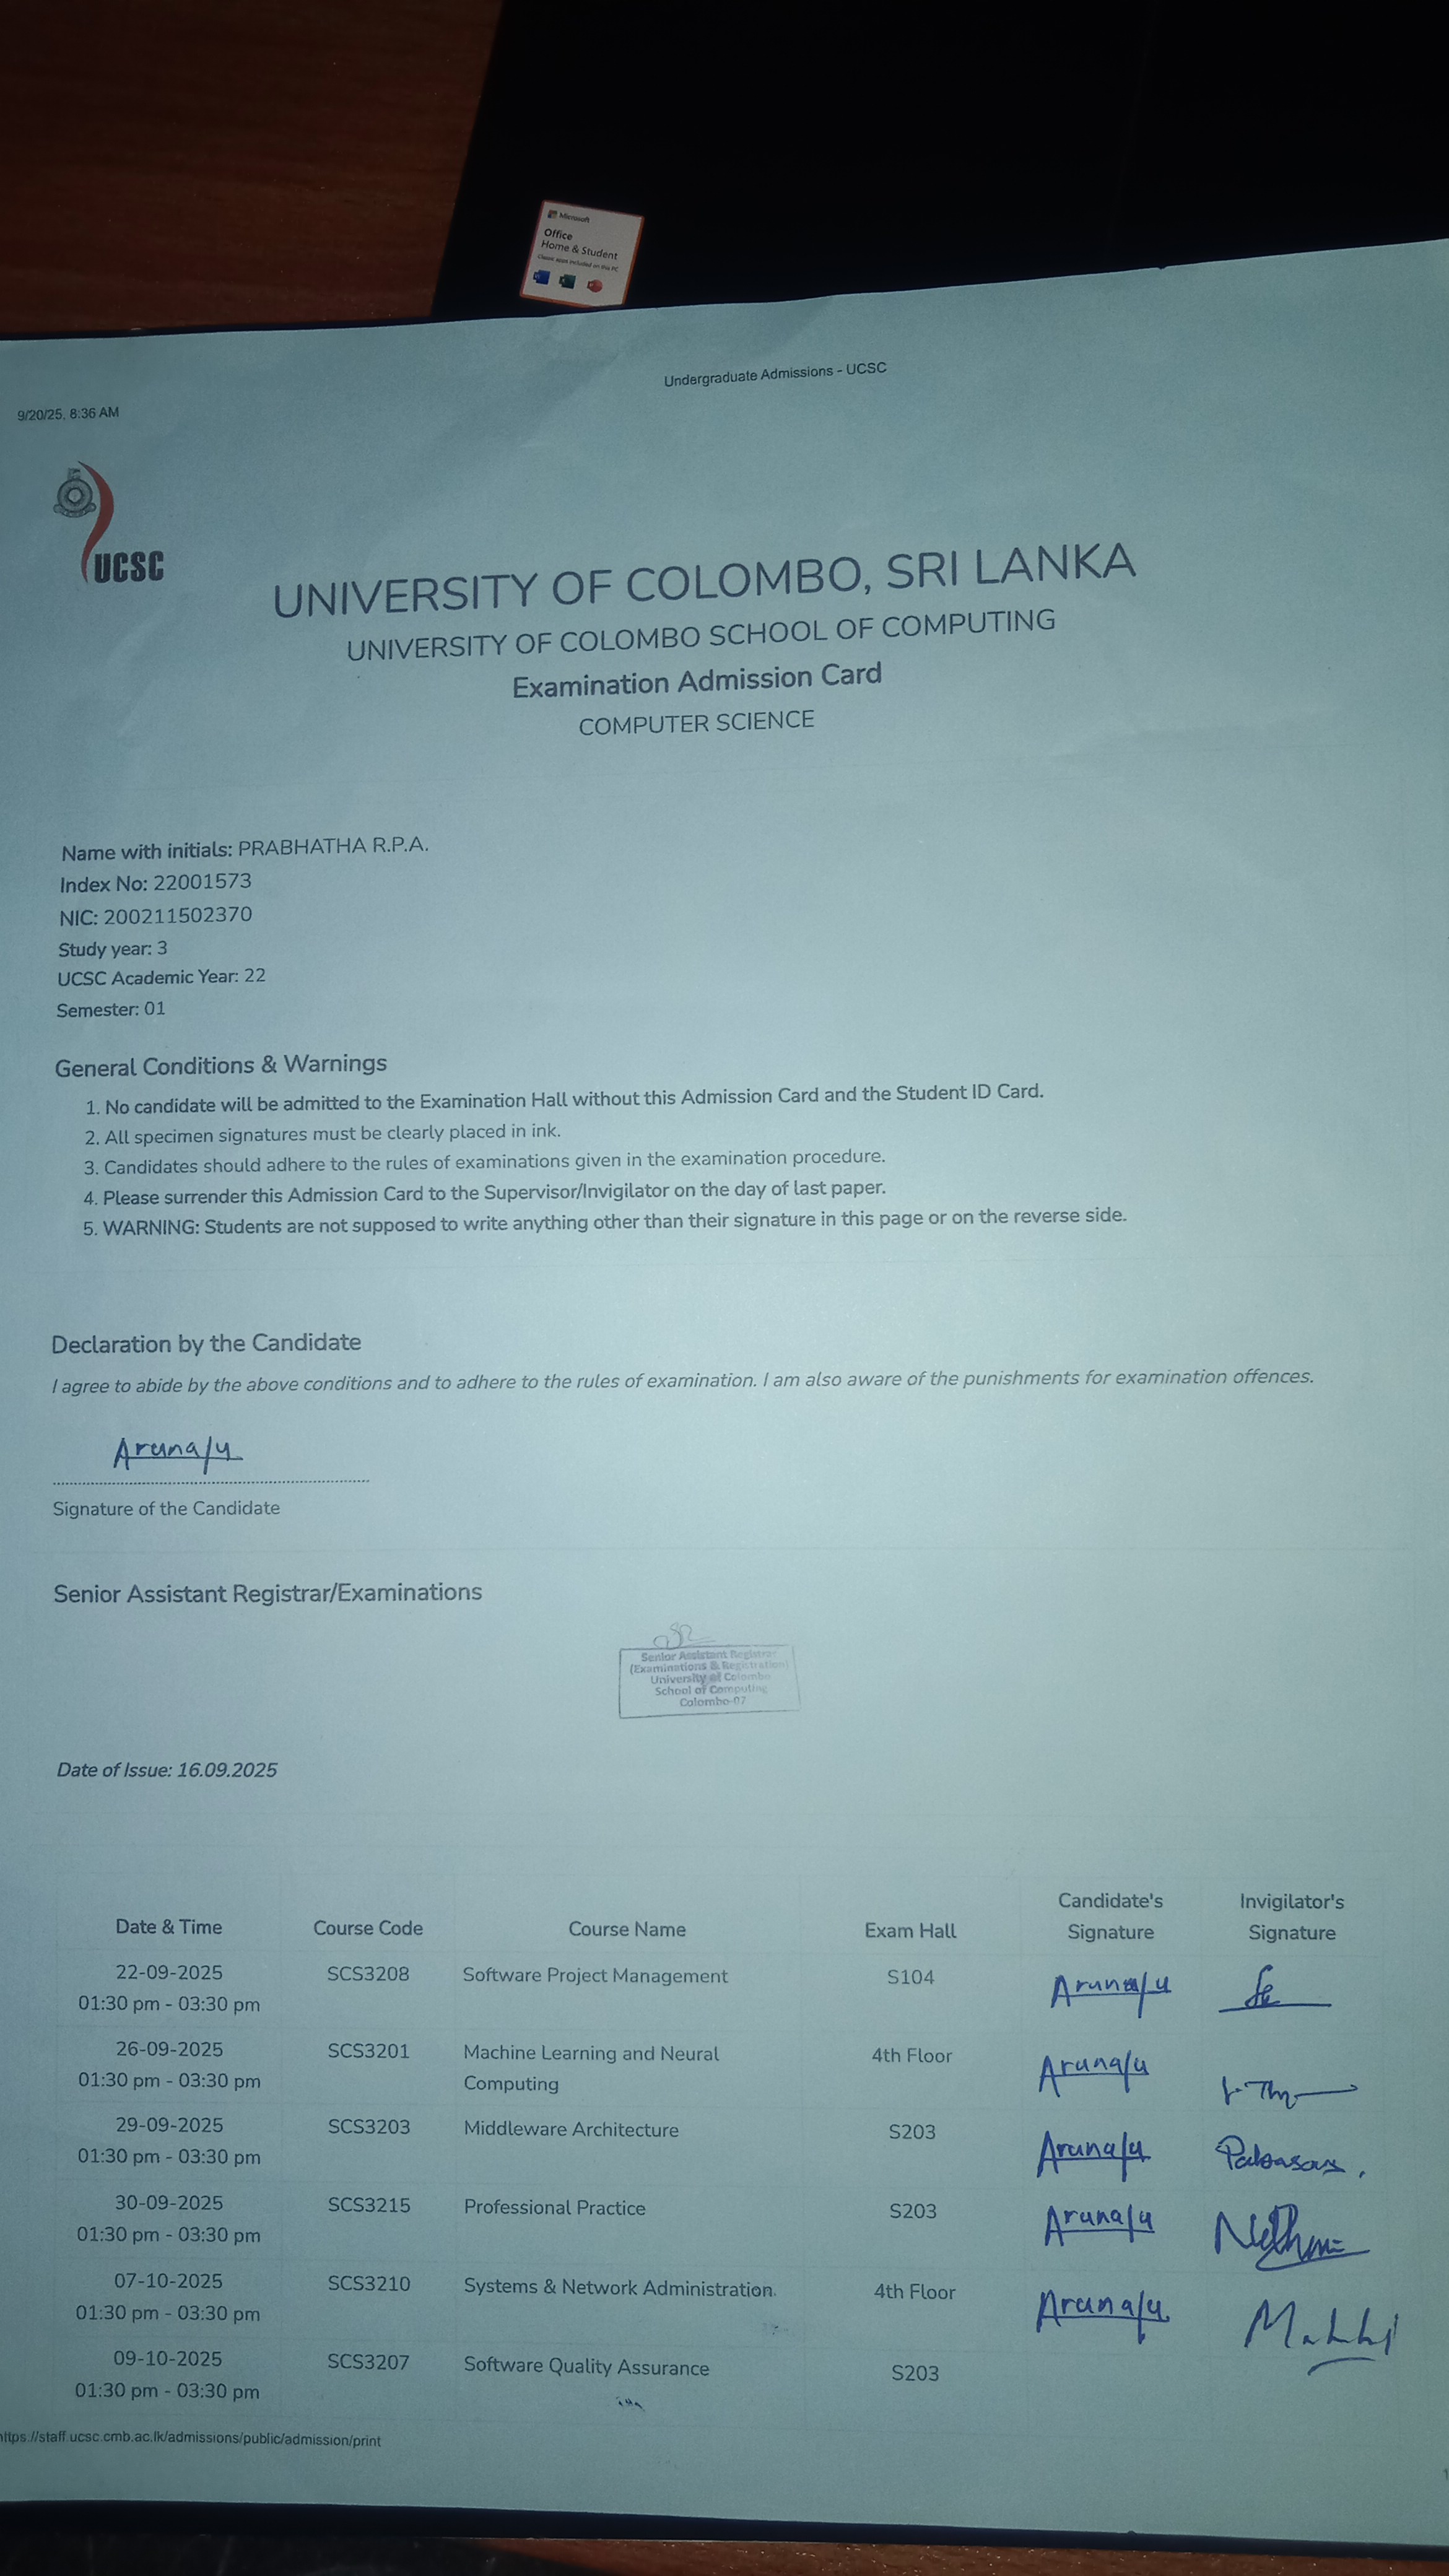 Microsoft
Office
Home & Student
Classic apps included on this PC
Undergraduate Admissions - UCSC
9/20/25, 8:36 AM
UCSC
UNIVERSITY OF COLOMBO, SRI LANKA
UNIVERSITY OF COLOMBO SCHOOL OF COMPUTING
Examination Admission Card
COMPUTER SCIENCE
Name with initials: PRABHATHA R.P.A.
Index No: 22001573
NIC: 200211502370
Study year: 3
UCSC Academic Year: 22
Semester: 01
General Conditions & Warnings
1. No candidate will be admitted to the Examination Hall without this Admission Card and the Student ID Card.
2. All specimen signatures must be clearly placed in ink.
3. Candidates should adhere to the rules of examinations given in the examination procedure.
4. Please surrender this Admission Card to the Supervisor/Invigilator on the day of last paper.
5. WARNING: Students are not supposed to write anything other than their signature in this page or on the reverse side.
Declaration by the Candidate
I agree to abide by the above conditions and to adhere to the rules of examination. I am also aware of the punishments for examination offences.
Signature of the Candidate
Senior Assistant Registrar/Examinations
Senior Assistant Registrar
(Examinations & Registration)
University of Colombo
School of Computing
Colombo-07
Date of Issue: 16.09.2025
Date & Time Course Code Course Name Exam Hall Candidate's Signature Invigilator's Signature
22-09-2025 SCS3208 Software Project Management S104
01:30 pm - 03:30 pm
26-09-2025 SCS3201 Machine Learning and Neural 4th Floor
01:30 pm - 03:30 pm Computing
29-09-2025 SCS3203 Middleware Architecture S203
01:30 pm - 03:30 pm
30-09-2025 SCS3215 Professional Practice S203
01:30 pm - 03:30 pm
07-10-2025 SCS3210 Systems & Network Administration 4th Floor
01:30 pm - 03:30 pm
09-10-2025 SCS3207 Software Quality Assurance S203
01:30 pm - 03:30 pm
https://staff.ucsc.cmb.ac.lk/admissions/public/admission/print